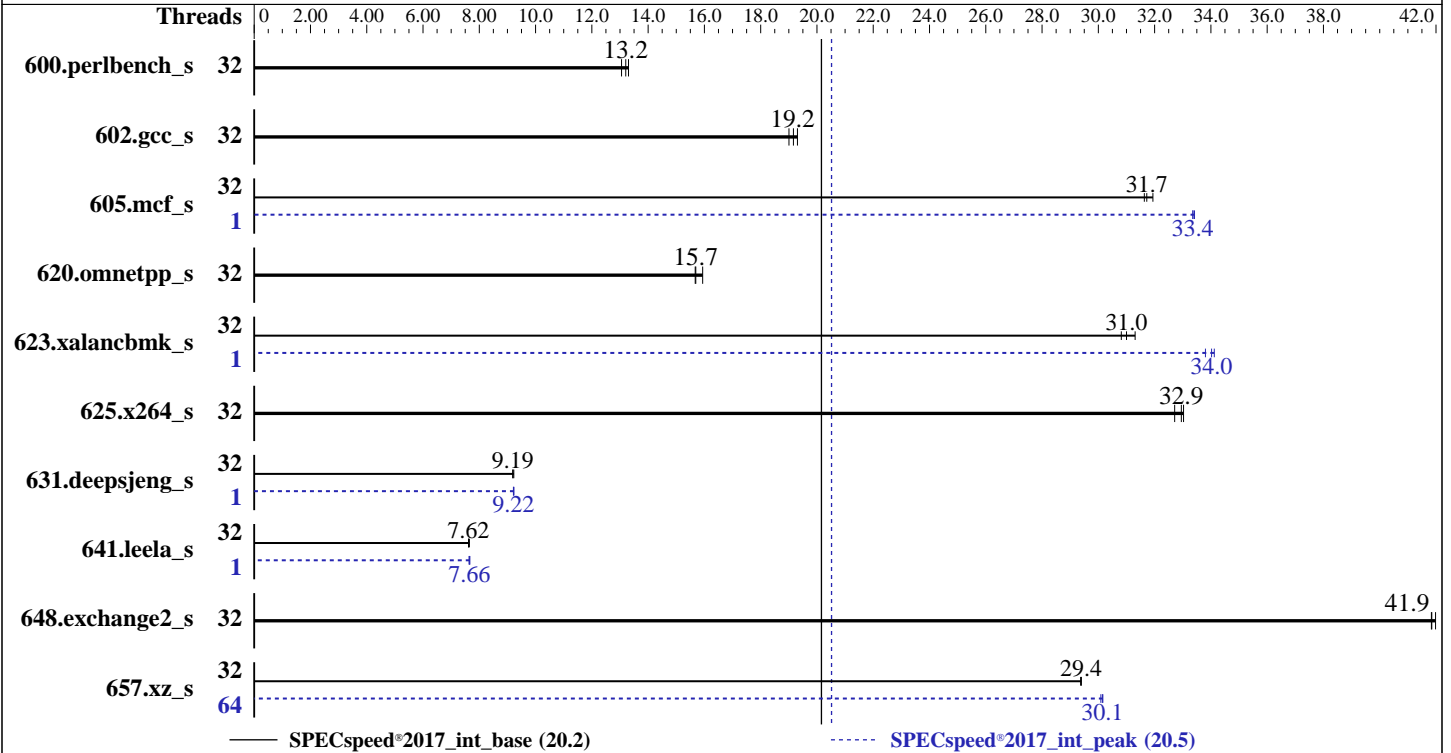 Threads 0 2.00 4.00 6.00 8.00 10.0 12.0 14.0 16.0 18.0 20.0 22.0 24.0 26.0 28.0 30.0 32.0 34.0 36.0 38.0 42.0
13.2
600.perlbench_s 32
19.2
602.gcc_s 32
32 31.7
605.mcf_s
1 33.4
15.7
620.omnetpp_s 32
32 31.0
623.xalancbmk_s
1 34.0
32.9
625.x264_s 32
32 9.19
631.deepsjeng_s
1 9.22
32 7.62
641.leela_s
1 7.66
41.9
648.exchange2_s 32
32 29.4
657.xz_s
64 30.1
SPECspeed®2017_int_base (20.2) SPECspeed®2017_int_peak (20.5)